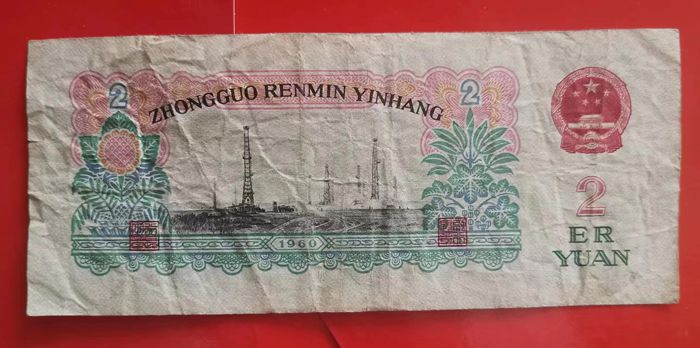 2
2
ZHONGGUO RENMIN YINHANG
1960
2
ER
YUAN